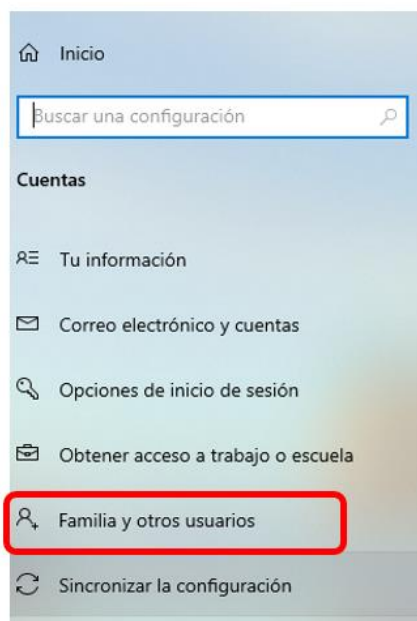 Inicio
Buscar una configuración
Cuentas
Tu información
Correo electrónico y cuentas
Opciones de inicio de sesión
Obtener acceso a trabajo o escuela
Familia y otros usuarios
Sincronizar la configuración